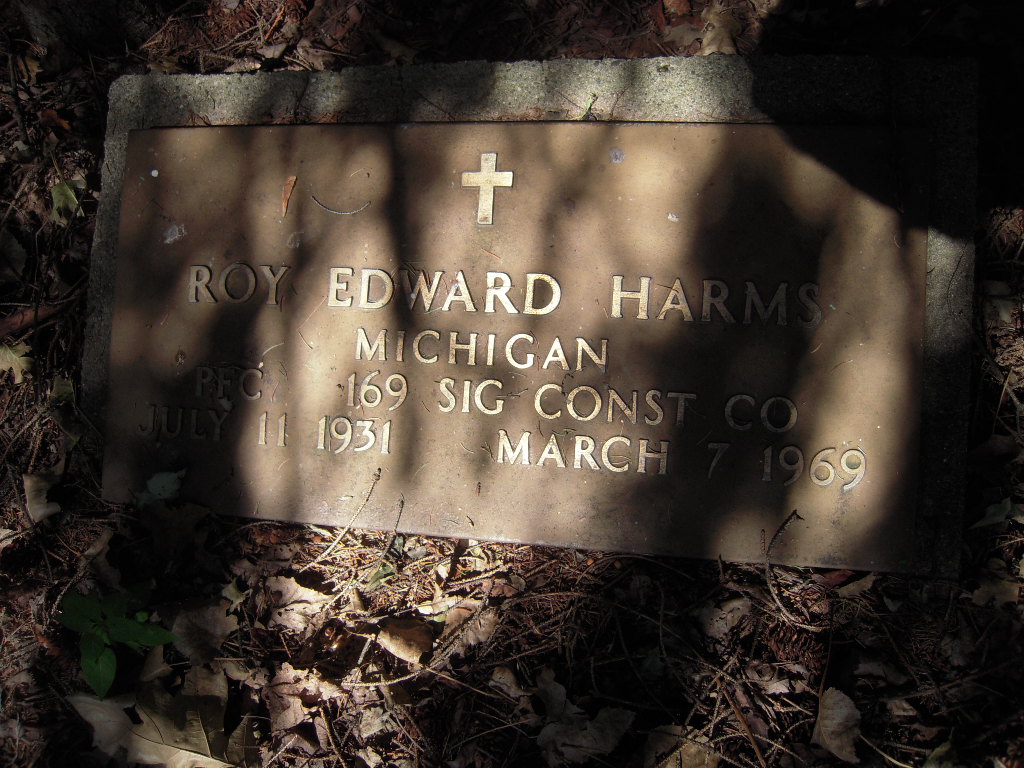 ROY EDWARD HARMS
MICHIGAN
PFC 169 SIG CONST CO
JULY 11 1931 MARCH 7 1969